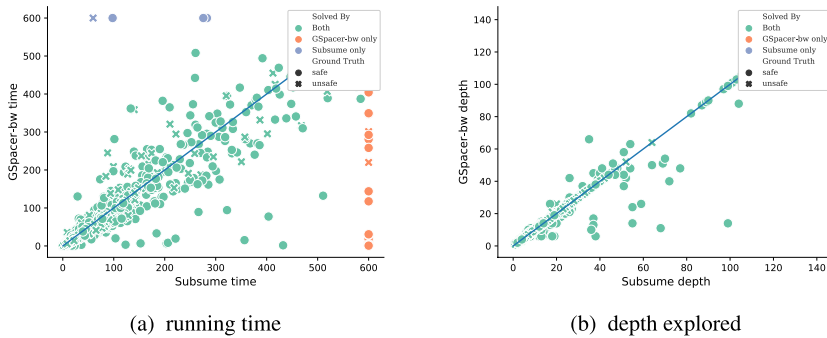 600
500
400
300
200
100
0
GSpacer-bw time
0
100
200
300
400
500
600
Subsume time
Solved By
Both
GSpacer-bw only
Subsume only
Ground Truth
safe
unsafe
(a) running time
140
120
100
80
60
40
20
0
GSpacer-bw depth
0
20
40
60
80
100
120
140
Subsume depth
Solved By
Both
GSpacer-bw only
Subsume only
Ground Truth
safe
unsafe
(b) depth explored